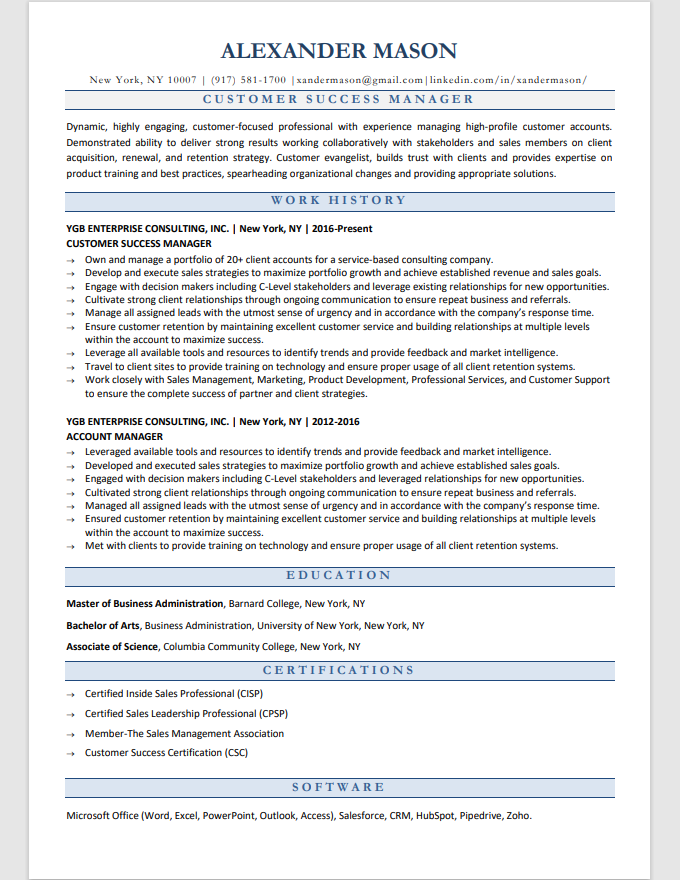 ALEXANDER MASON
New York, NY 10007 | (917) 581-1700 |xandermason@gmail.com|linkedin.com/in/xandermason/
CUSTOMER SUCCESS MANAGER
Dynamic, highly engaging, customer-focused professional with experience managing high-profile customer accounts.
Demonstrated ability to deliver strong results working collaboratively with stakeholders and sales members on client
acquisition, renewal, and retention strategy. Customer evangelist, builds trust with clients and provides expertise on
product training and best practices, spearheading organizational changes and providing appropriate solutions.
WORK HISTORY
YGB ENTERPRISE CONSULTING, INC. | New York, NY | 2016-Present
CUSTOMER SUCCESS MANAGER
→ Own and manage a portfolio of 20+ client accounts for a service-based consulting company.
→ Develop and execute sales strategies to maximize portfolio growth and achieve established revenue and sales goals.
→ Engage with decision makers including C-Level stakeholders and leverage existing relationships for new opportunities.
→ Cultivate strong client relationships through ongoing communication to ensure repeat business and referrals.
→ Manage all assigned leads with the utmost sense of urgency and in accordance with the company’s response time.
→ Ensure customer retention by maintaining excellent customer service and building relationships at multiple levels
within the account to maximize success.
→ Leverage all available tools and resources to identify trends and provide feedback and market intelligence.
→ Travel to client sites to provide training on technology and ensure proper usage of all client retention systems.
→ Work closely with Sales Management, Marketing, Product Development, Professional Services, and Customer Support
to ensure the complete success of partner and client strategies.
YGB ENTERPRISE CONSULTING, INC. | New York, NY | 2012-2016
ACCOUNT MANAGER
→ Leveraged available tools and resources to identify trends and provide feedback and market intelligence.
→ Developed and executed sales strategies to maximize portfolio growth and achieve established sales goals.
→ Engaged with decision makers including C-Level stakeholders and leveraged relationships for new opportunities.
→ Cultivated strong client relationships through ongoing communication to ensure repeat business and referrals.
→ Managed all assigned leads with the utmost sense of urgency and in accordance with the company’s response time.
→ Ensured customer retention by maintaining excellent customer service and building relationships at multiple levels
within the account to maximize success.
→ Met with clients to provide training on technology and ensure proper usage of all client retention systems.
EDUCATION
Master of Business Administration, Barnard College, New York, NY
Bachelor of Arts, Business Administration, University of New York, New York, NY
Associate of Science, Columbia Community College, New York, NY
CERTIFICATIONS
→ Certified Inside Sales Professional (CISP)
→ Certified Sales Leadership Professional (CPSP)
→ Member-The Sales Management Association
→ Customer Success Certification (CSC)
SOFTWARE
Microsoft Office (Word, Excel, PowerPoint, Outlook, Access), Salesforce, CRM, HubSpot, Pipedrive, Zoho.